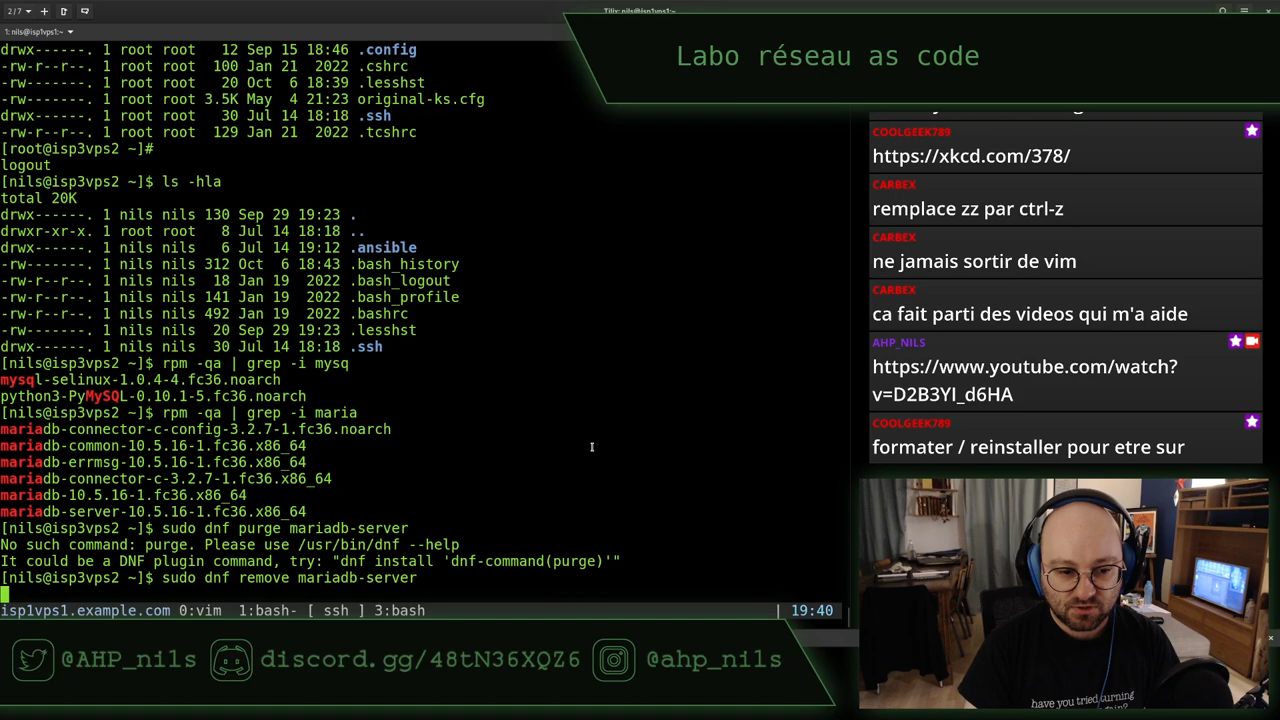 2/7
Tilix: nils@isp1vps1:~
1: nils@isp1vps1:~
Labo réseau as code
drwx------. 1 root root   12 Sep 15 18:46 .config
-rw-r--r--. 1 root root  100 Jan 21  2022 .cshrc
-rw-------. 1 root root   20 Oct  6 18:39 .lesshst
-rw-------. 1 root root 3.5K May  4 21:23 original-ks.cfg
drwx------. 1 root root   30 Jul 14 18:18 .ssh
-rw-r--r--. 1 root root  129 Jan 21  2022 .tcshrc
[root@isp3vps2 ~]#
logout
[nils@isp3vps2 ~]$ ls -hla
total 20K
drwx------. 1 nils nils 130 Sep 29 19:23 .
drwxr-xr-x. 1 root root   8 Jul 14 18:18 ..
drwx------. 1 nils nils   6 Jul 14 19:12 .ansible
-rw-------. 1 nils nils 312 Oct  6 18:43 .bash_history
-rw-r--r--. 1 nils nils  18 Jan 19  2022 .bash_logout
-rw-r--r--. 1 nils nils 141 Jan 19  2022 .bash_profile
-rw-r--r--. 1 nils nils 492 Jan 19  2022 .bashrc
-rw-------. 1 nils nils  20 Sep 29 19:23 .lesshst
drwx------. 1 nils nils  30 Jul 14 18:18 .ssh
[nils@isp3vps2 ~]$ rpm -qa | grep -i mysq
mysql-selinux-1.0.4-4.fc36.noarch
python3-PyMySQL-0.10.1-5.fc36.noarch
[nils@isp3vps2 ~]$ rpm -qa | grep -i maria
mariadb-connector-c-config-3.2.7-1.fc36.noarch
mariadb-common-10.5.16-1.fc36.x86_64
mariadb-errmsg-10.5.16-1.fc36.x86_64
mariadb-connector-c-3.2.7-1.fc36.x86_64
mariadb-10.5.16-1.fc36.x86_64
mariadb-server-10.5.16-1.fc36.x86_64
[nils@isp3vps2 ~]$ sudo dnf purge mariadb-server
No such command: purge. Please use /usr/bin/dnf --help
It could be a DNF plugin command, try: "dnf install 'dnf-command(purge)'"
[nils@isp3vps2 ~]$ sudo dnf remove mariadb-server
isp1vps1.example.com 0:vim  1:bash- [ ssh ] 3:bash | 19:40
COOLGEEK789
https://xkcd.com/378/
CARBEX
remplace zz par ctrl-z
CARBEX
ne jamais sortir de vim
CARBEX
ca fait parti des videos qui m'a aide
AHP_NILS
https://www.youtube.com/watch?
v=D2B3YI_d6HA
COOLGEEK789
formater / reinstaller pour etre sur
have you tried turning
@AHP_nils discord.gg/48tN36XQZ6 @ahp_nils